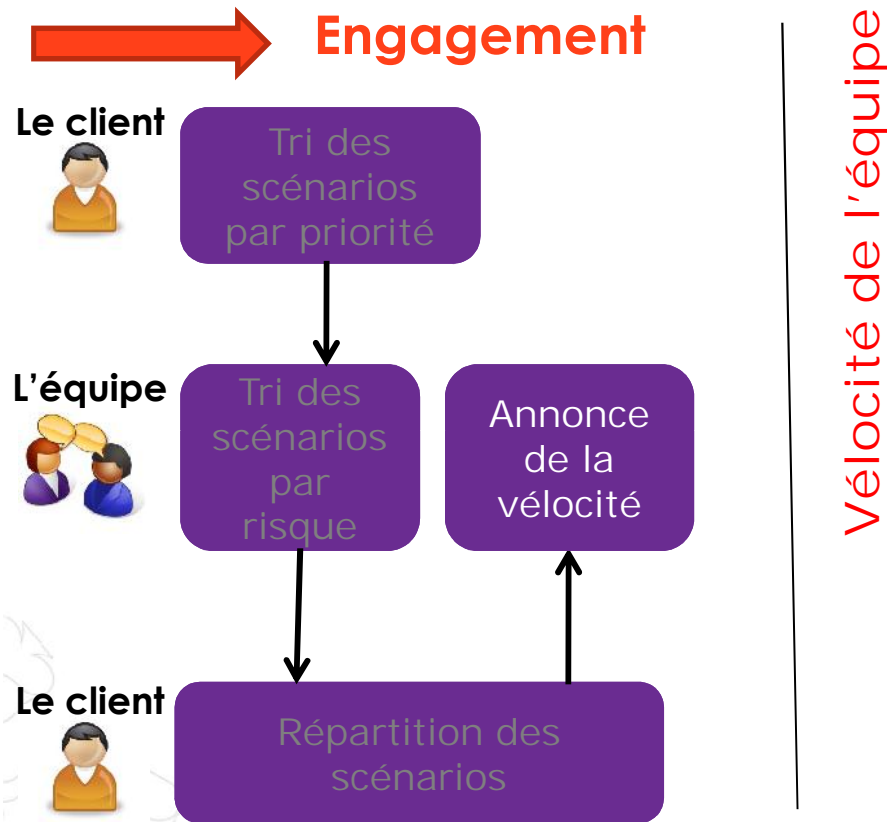 Engagement
Le client
Tri des
scénarios
par priorité
L'équipe
Tri des
scénarios
par
risque
Annonce
de la
vélocité
Le client
Répartition des
scénarios
Vélocité de l'équipe